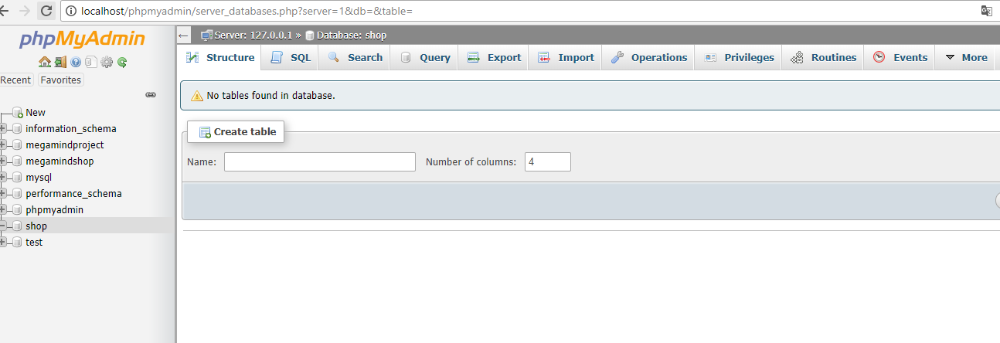 localhost/phpmyadmin/server_databases.php?server=1&db=&table=
phpMyAdmin
Recent Favorites
New
information_schema
megamindproject
megamindshop
mysql
performance_schema
phpmyadmin
shop
test
Server: 127.0.0.1 » Database: shop
Structure SQL Search Query Export Import Operations Privileges Routines Events More
No tables found in database.
Create table
Name: Number of columns: 4